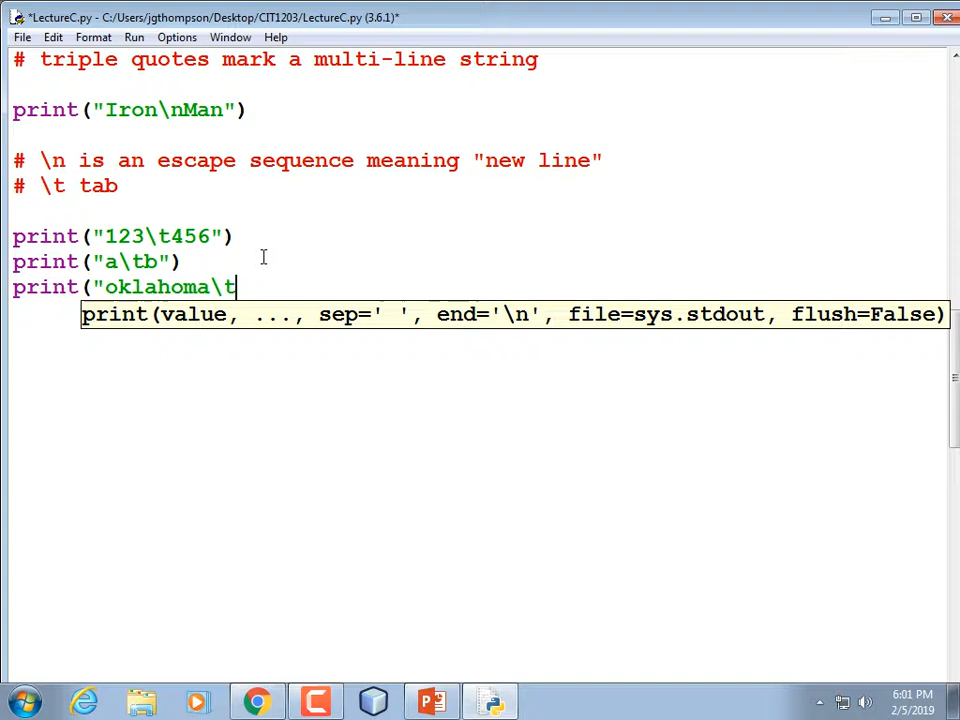 *LectureC.py - C:/Users/jgthompson/Desktop/CIT1203/LectureC.py (3.6.1)*
File Edit Format Run Options Window Help
# triple quotes mark a multi-line string
print("Iron\nMan")
# \n is an escape sequence meaning "new line"
# \t tab
print("123\t456")
print("a\tb")
print("oklahoma\t
print(value, ..., sep=' ', end='\n', file=sys.stdout, flush=False)
6:01 PM
2/5/2019